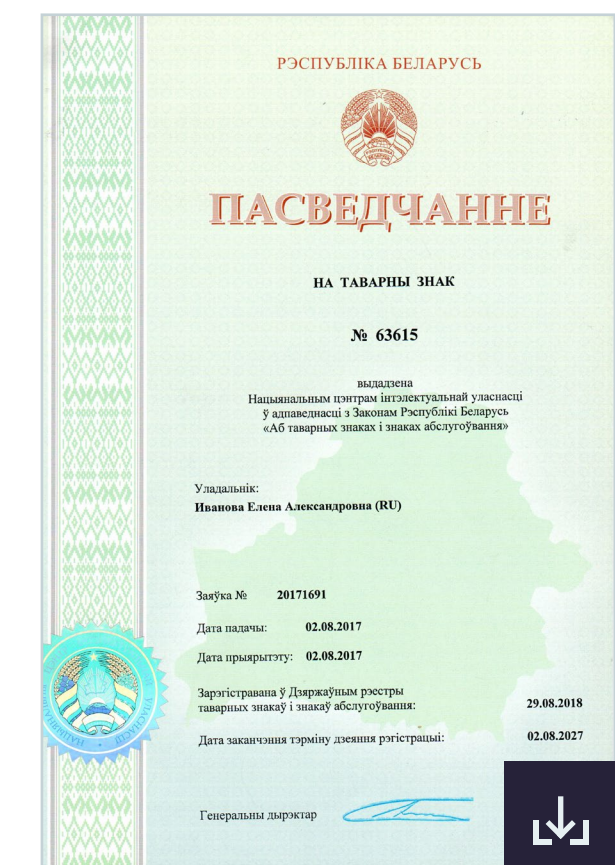 РЭСПУБЛІКА БЕЛАРУСЬ
ПАСВЕДЧАННЕ
НА ТАВАРНЫ ЗНАК
№ 63615
выдадзена
Нацыянальным цэнтрам інтэлектуальнай уласнасці
ў адпаведнасці з Законам Рэспублікі Беларусь
«Аб таварных знаках і знаках абслугоўвання»
Уладальнік:
Иванова Елена Александровна (RU)
Заяўка № 20171691
Дата падачы: 02.08.2017
Дата прыярытэту: 02.08.2017
Зарэгістравана ў Дзяржаўным рэестры
таварных знакаў і знакаў абслугоўвання: 29.08.2018
Дата заканчэння тэрміну дзеяння рэгістрацыі: 02.08.2027
Генеральны дырэктар